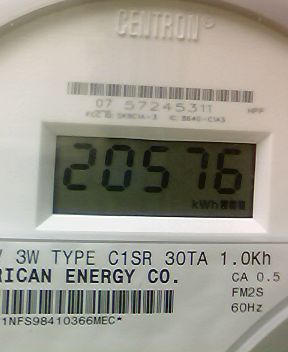 CENTRON®
07 57245311 HPF
20576
kWh
V 3W TYPE C1SR 30TA 1.0Kh
RICAN ENERGY CO.
CA 0.5
FM2S
60Hz
1NFS98410366MEC*